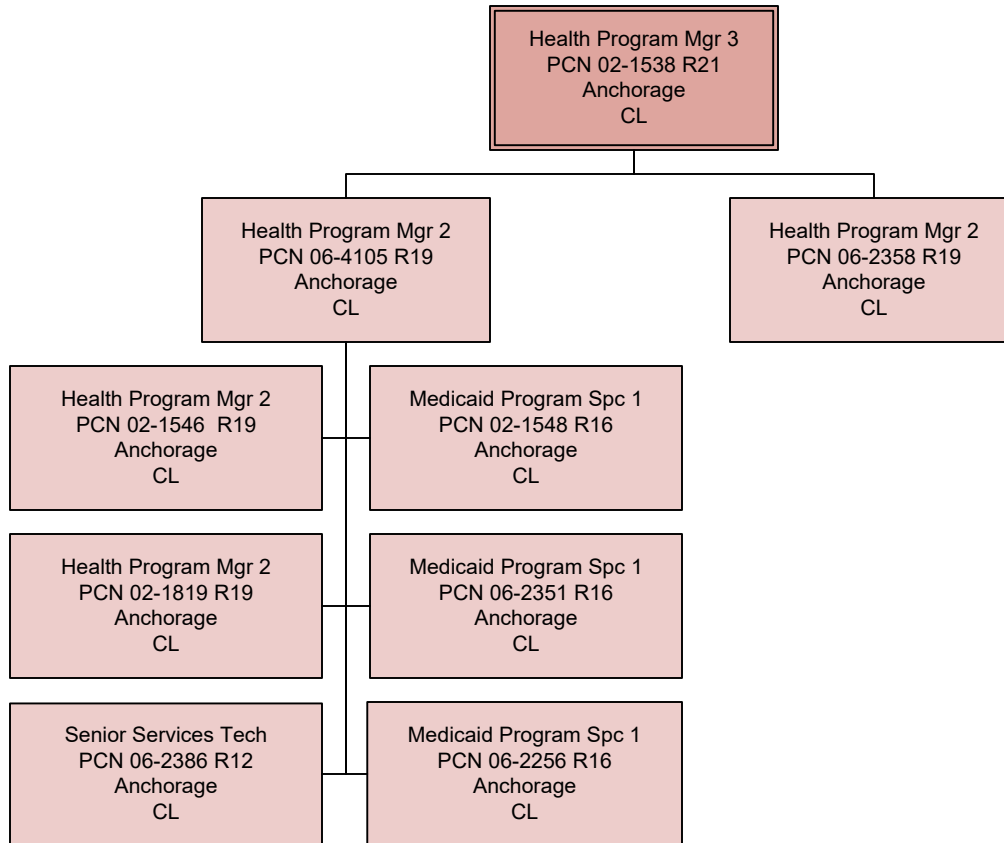 Health Program Mgr 3
PCN 02-1538 R21
Anchorage
CL
Health Program Mgr 2
PCN 06-4105 R19
Anchorage
CL
Health Program Mgr 2
PCN 06-2358 R19
Anchorage
CL
Health Program Mgr 2
PCN 02-1546  R19
Anchorage
CL
Medicaid Program Spc 1
PCN 02-1548 R16
Anchorage
CL
Health Program Mgr 2
PCN 02-1819 R19
Anchorage
CL
Medicaid Program Spc 1
PCN 06-2351 R16
Anchorage
CL
Senior Services Tech
PCN 06-2386 R12
Anchorage
CL
Medicaid Program Spc 1
PCN 06-2256 R16
Anchorage
CL